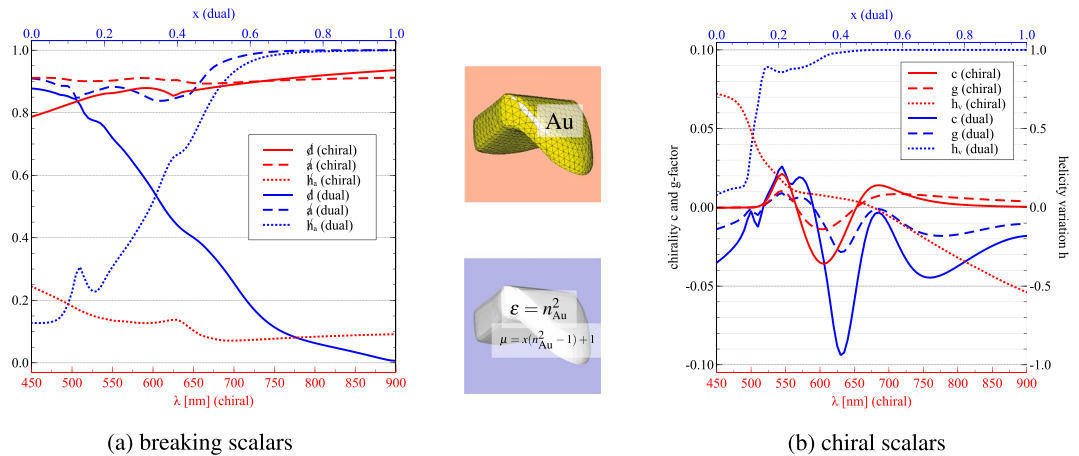 x (dual)
0.0 0.2 0.4 0.6 0.8 1.0
1.0
0.8
0.6
0.4
0.2
0.0
d̸ (chiral)
a̸ (chiral)
h̸ₐ (chiral)
d̸ (dual)
a̸ (dual)
h̸ₐ (dual)
450 500 550 600 650 700 750 800 850 900
λ [nm] (chiral)
(a) breaking scalars
Au
ε = n²_Au
μ = x(n²_Au − 1) + 1
x (dual)
0.0 0.2 0.4 0.6 0.8 1.0
0.10
0.05
0.00
-0.05
-0.10
chirality c and g-factor
c (chiral)
g (chiral)
hᵥ (chiral)
c (dual)
g (dual)
hᵥ (dual)
1.0
0.5
0.0
-0.5
-1.0
helicity variation h
450 500 550 600 650 700 750 800 850 900
λ [nm] (chiral)
(b) chiral scalars